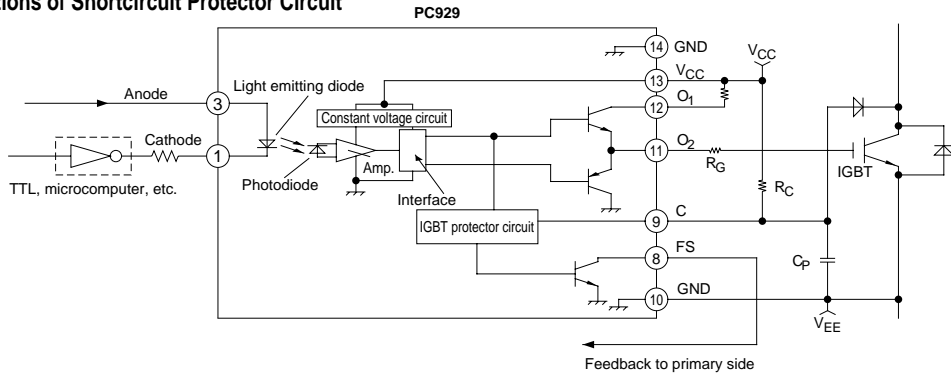 tions of Shortcircuit Protector Circuit
PC929
14 GND
VCC
13 VCC
Anode
3
Light emitting diode
12 O1
Constant voltage circuit
Cathode
1
11 O2
RG
Amp.
TTL, microcomputer, etc.
Photodiode
Interface
IGBT
RC
9 C
IGBT protector circuit
8 FS
CP
10 GND
VEE
Feedback to primary side